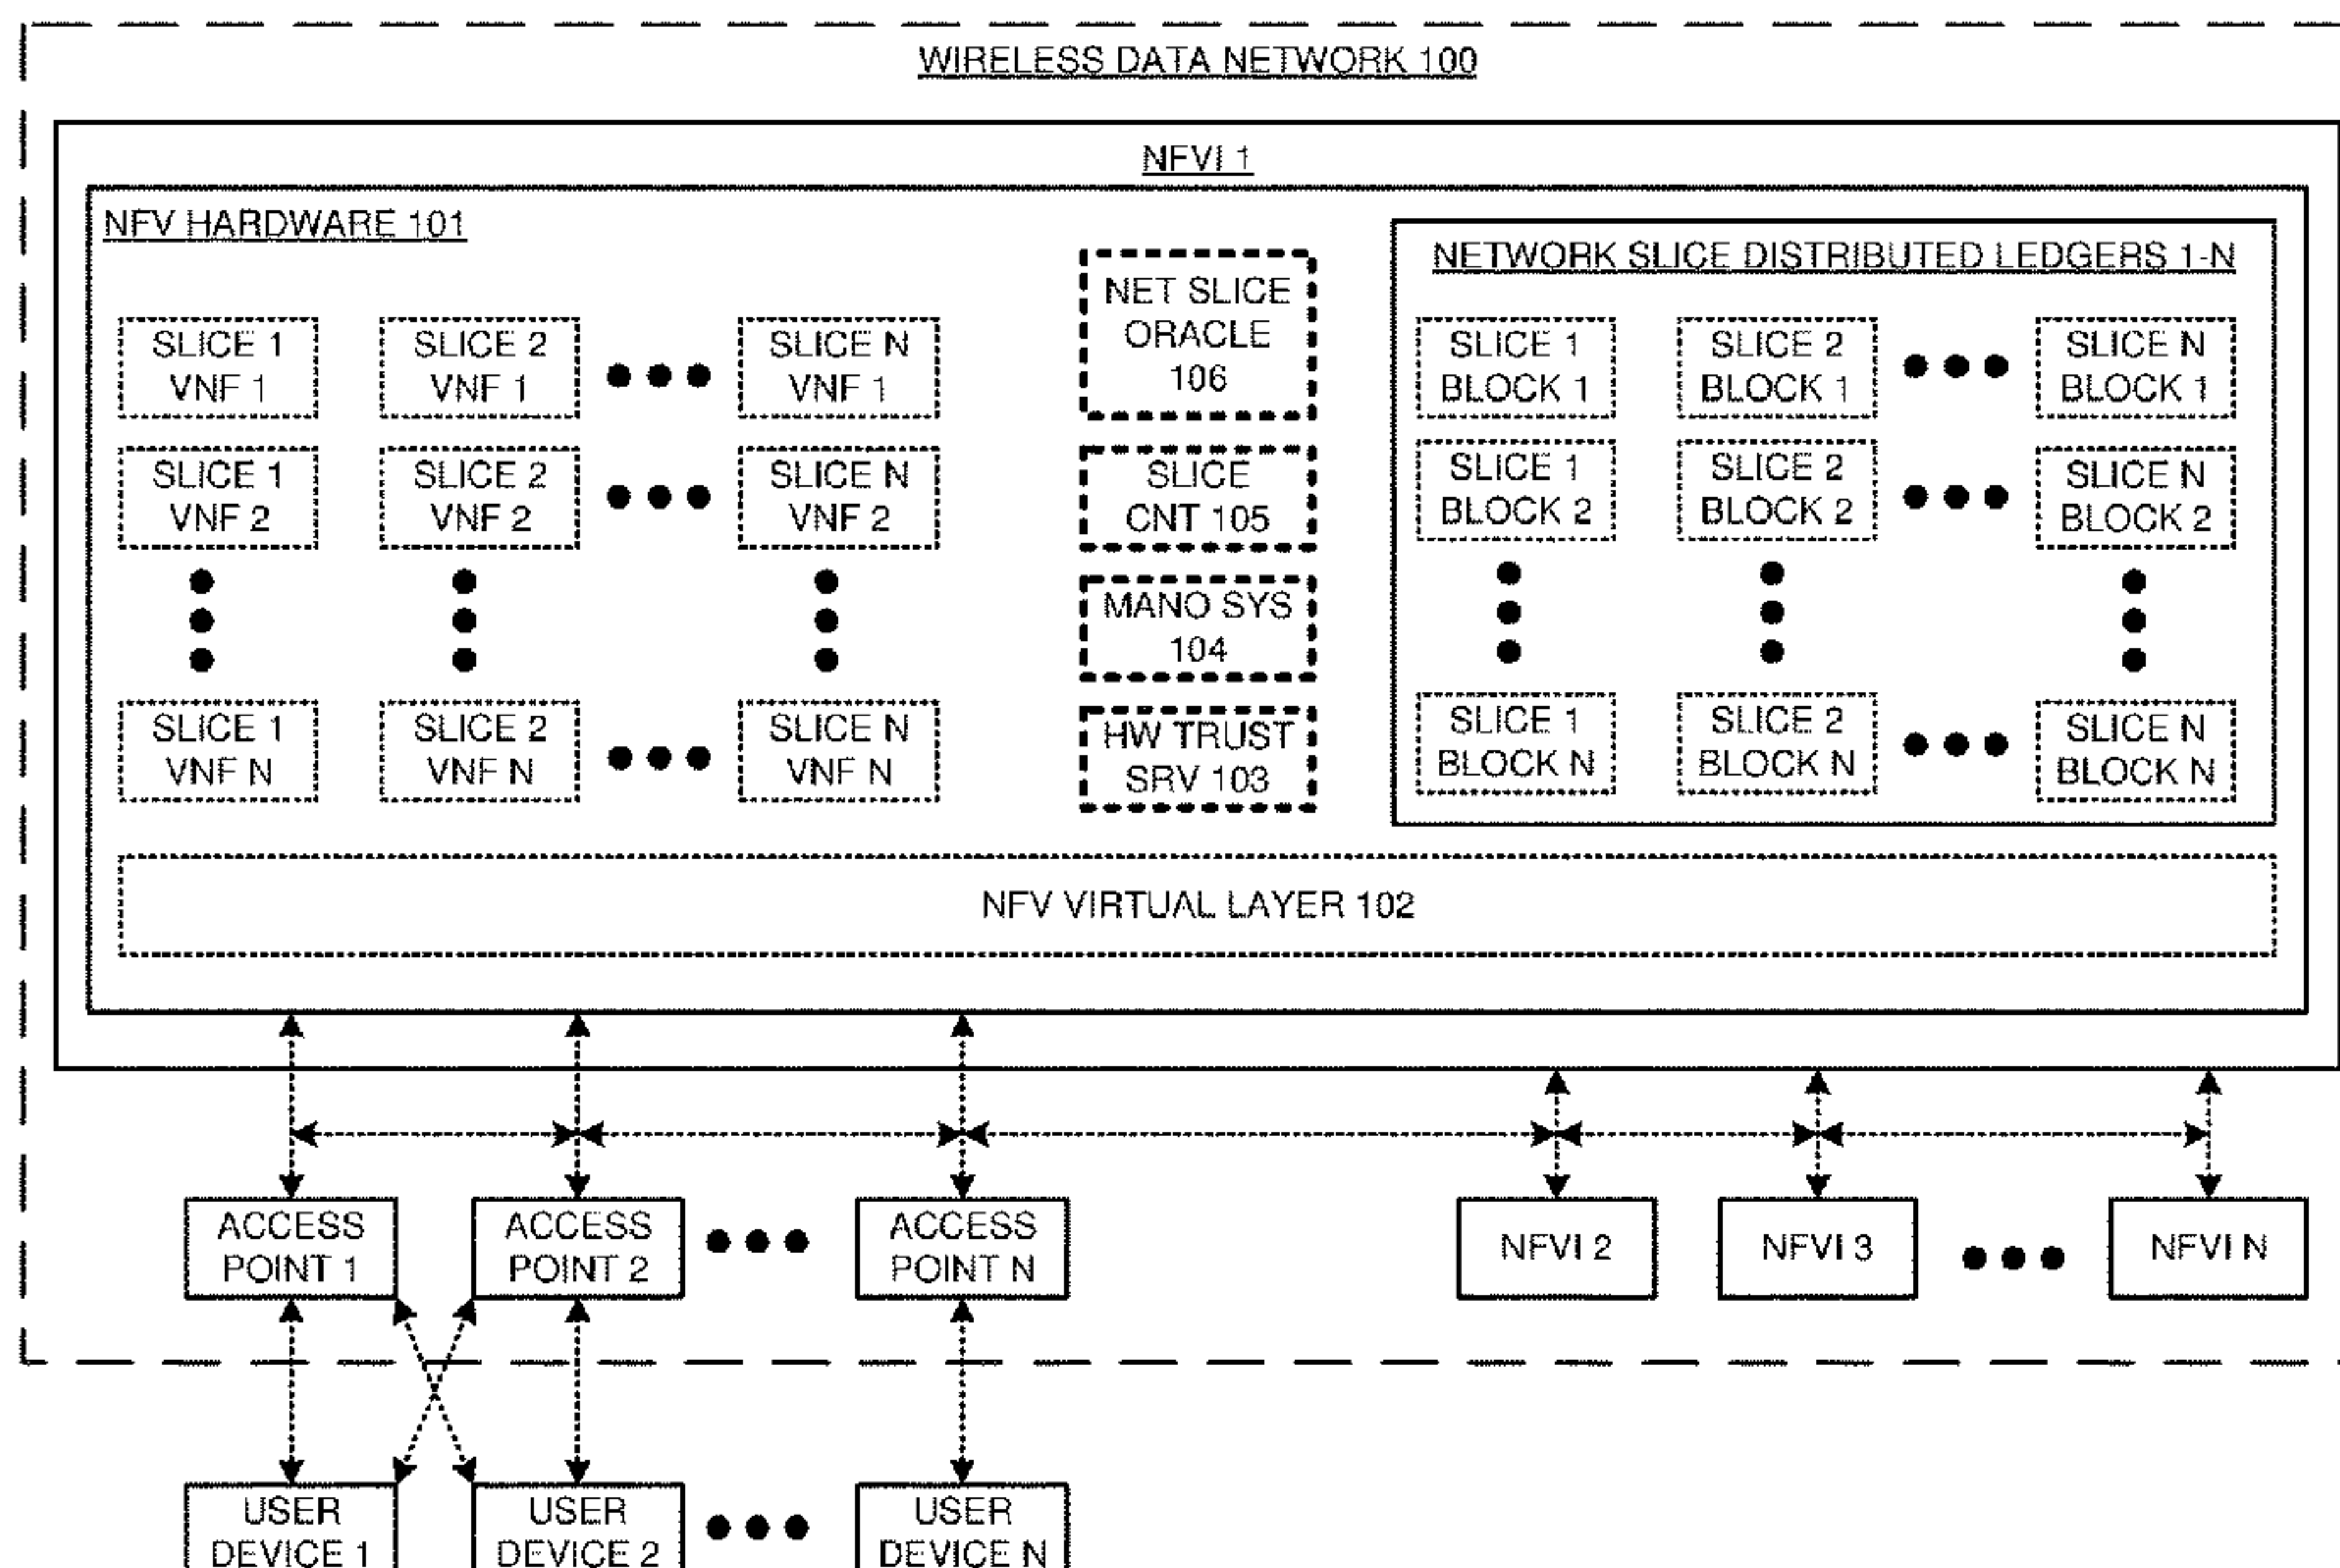 WIRELESS DATA NETWORK 100
NFVI 1
NFV HARDWARE 101
SLICE 1
VNF 1
SLICE 2
VNF 1
SLICE N
VNF 1
SLICE 1
VNF 2
SLICE 2
VNF 2
SLICE N
VNF 2
SLICE 1
VNF N
SLICE 2
VNF N
SLICE N
VNF N
NET SLICE
ORACLE
106
SLICE
CNT 105
MANO SYS
104
HW TRUST
SRV 103
NETWORK SLICE DISTRIBUTED LEDGERS 1-N
SLICE 1
BLOCK 1
SLICE 2
BLOCK 1
SLICE N
BLOCK 1
SLICE 1
BLOCK 2
SLICE 2
BLOCK 2
SLICE N
BLOCK 2
SLICE 1
BLOCK N
SLICE 2
BLOCK N
SLICE N
BLOCK N
NFV VIRTUAL LAYER 102
ACCESS
POINT 1
ACCESS
POINT 2
ACCESS
POINT N
NFVI 2
NFVI 3
NFVI N
USER
DEVICE 1
USER
DEVICE 2
USER
DEVICE N